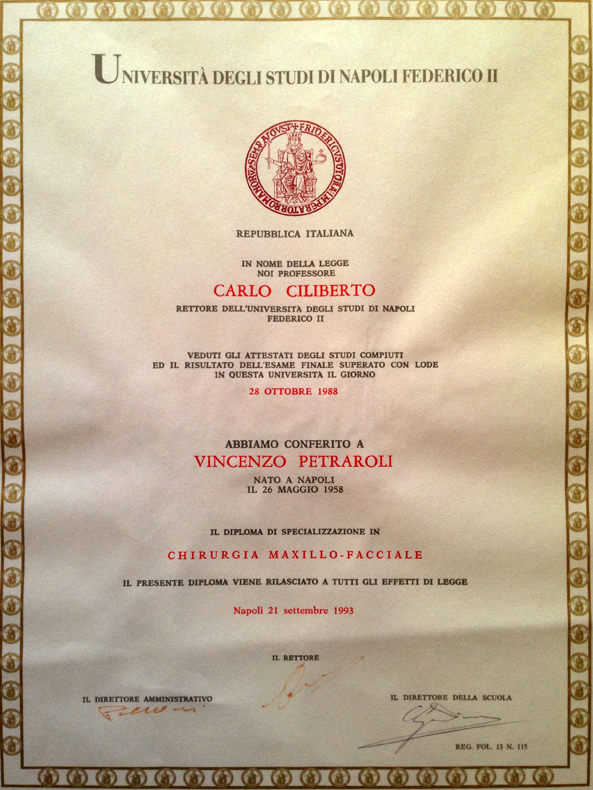 UNIVERSITÀ DEGLI STUDI DI NAPOLI FEDERICO II
REPUBBLICA ITALIANA
IN NOME DELLA LEGGE
NOI PROFESSORE
CARLO CILIBERTO
RETTORE DELL'UNIVERSITÀ DEGLI STUDI DI NAPOLI
FEDERICO II
VEDUTI GLI ATTESTATI DEGLI STUDI COMPIUTI
ED IL RISULTATO DELL'ESAME FINALE SUPERATO CON LODE
IN QUESTA UNIVERSITÀ IL GIORNO
28 OTTOBRE 1988
ABBIAMO CONFERITO A
VINCENZO PETRAROLI
NATO A NAPOLI
IL 26 MAGGIO 1958
IL DIPLOMA DI SPECIALIZZAZIONE IN
CHIRURGIA MAXILLO-FACCIALE
IL PRESENTE DIPLOMA VIENE RILASCIATO A TUTTI GLI EFFETTI DI LEGGE
Napoli 21 settembre 1993
IL RETTORE
IL DIRETTORE AMMINISTRATIVO
IL DIRETTORE DELLA SCUOLA
REG. FOL. 13 N. 115